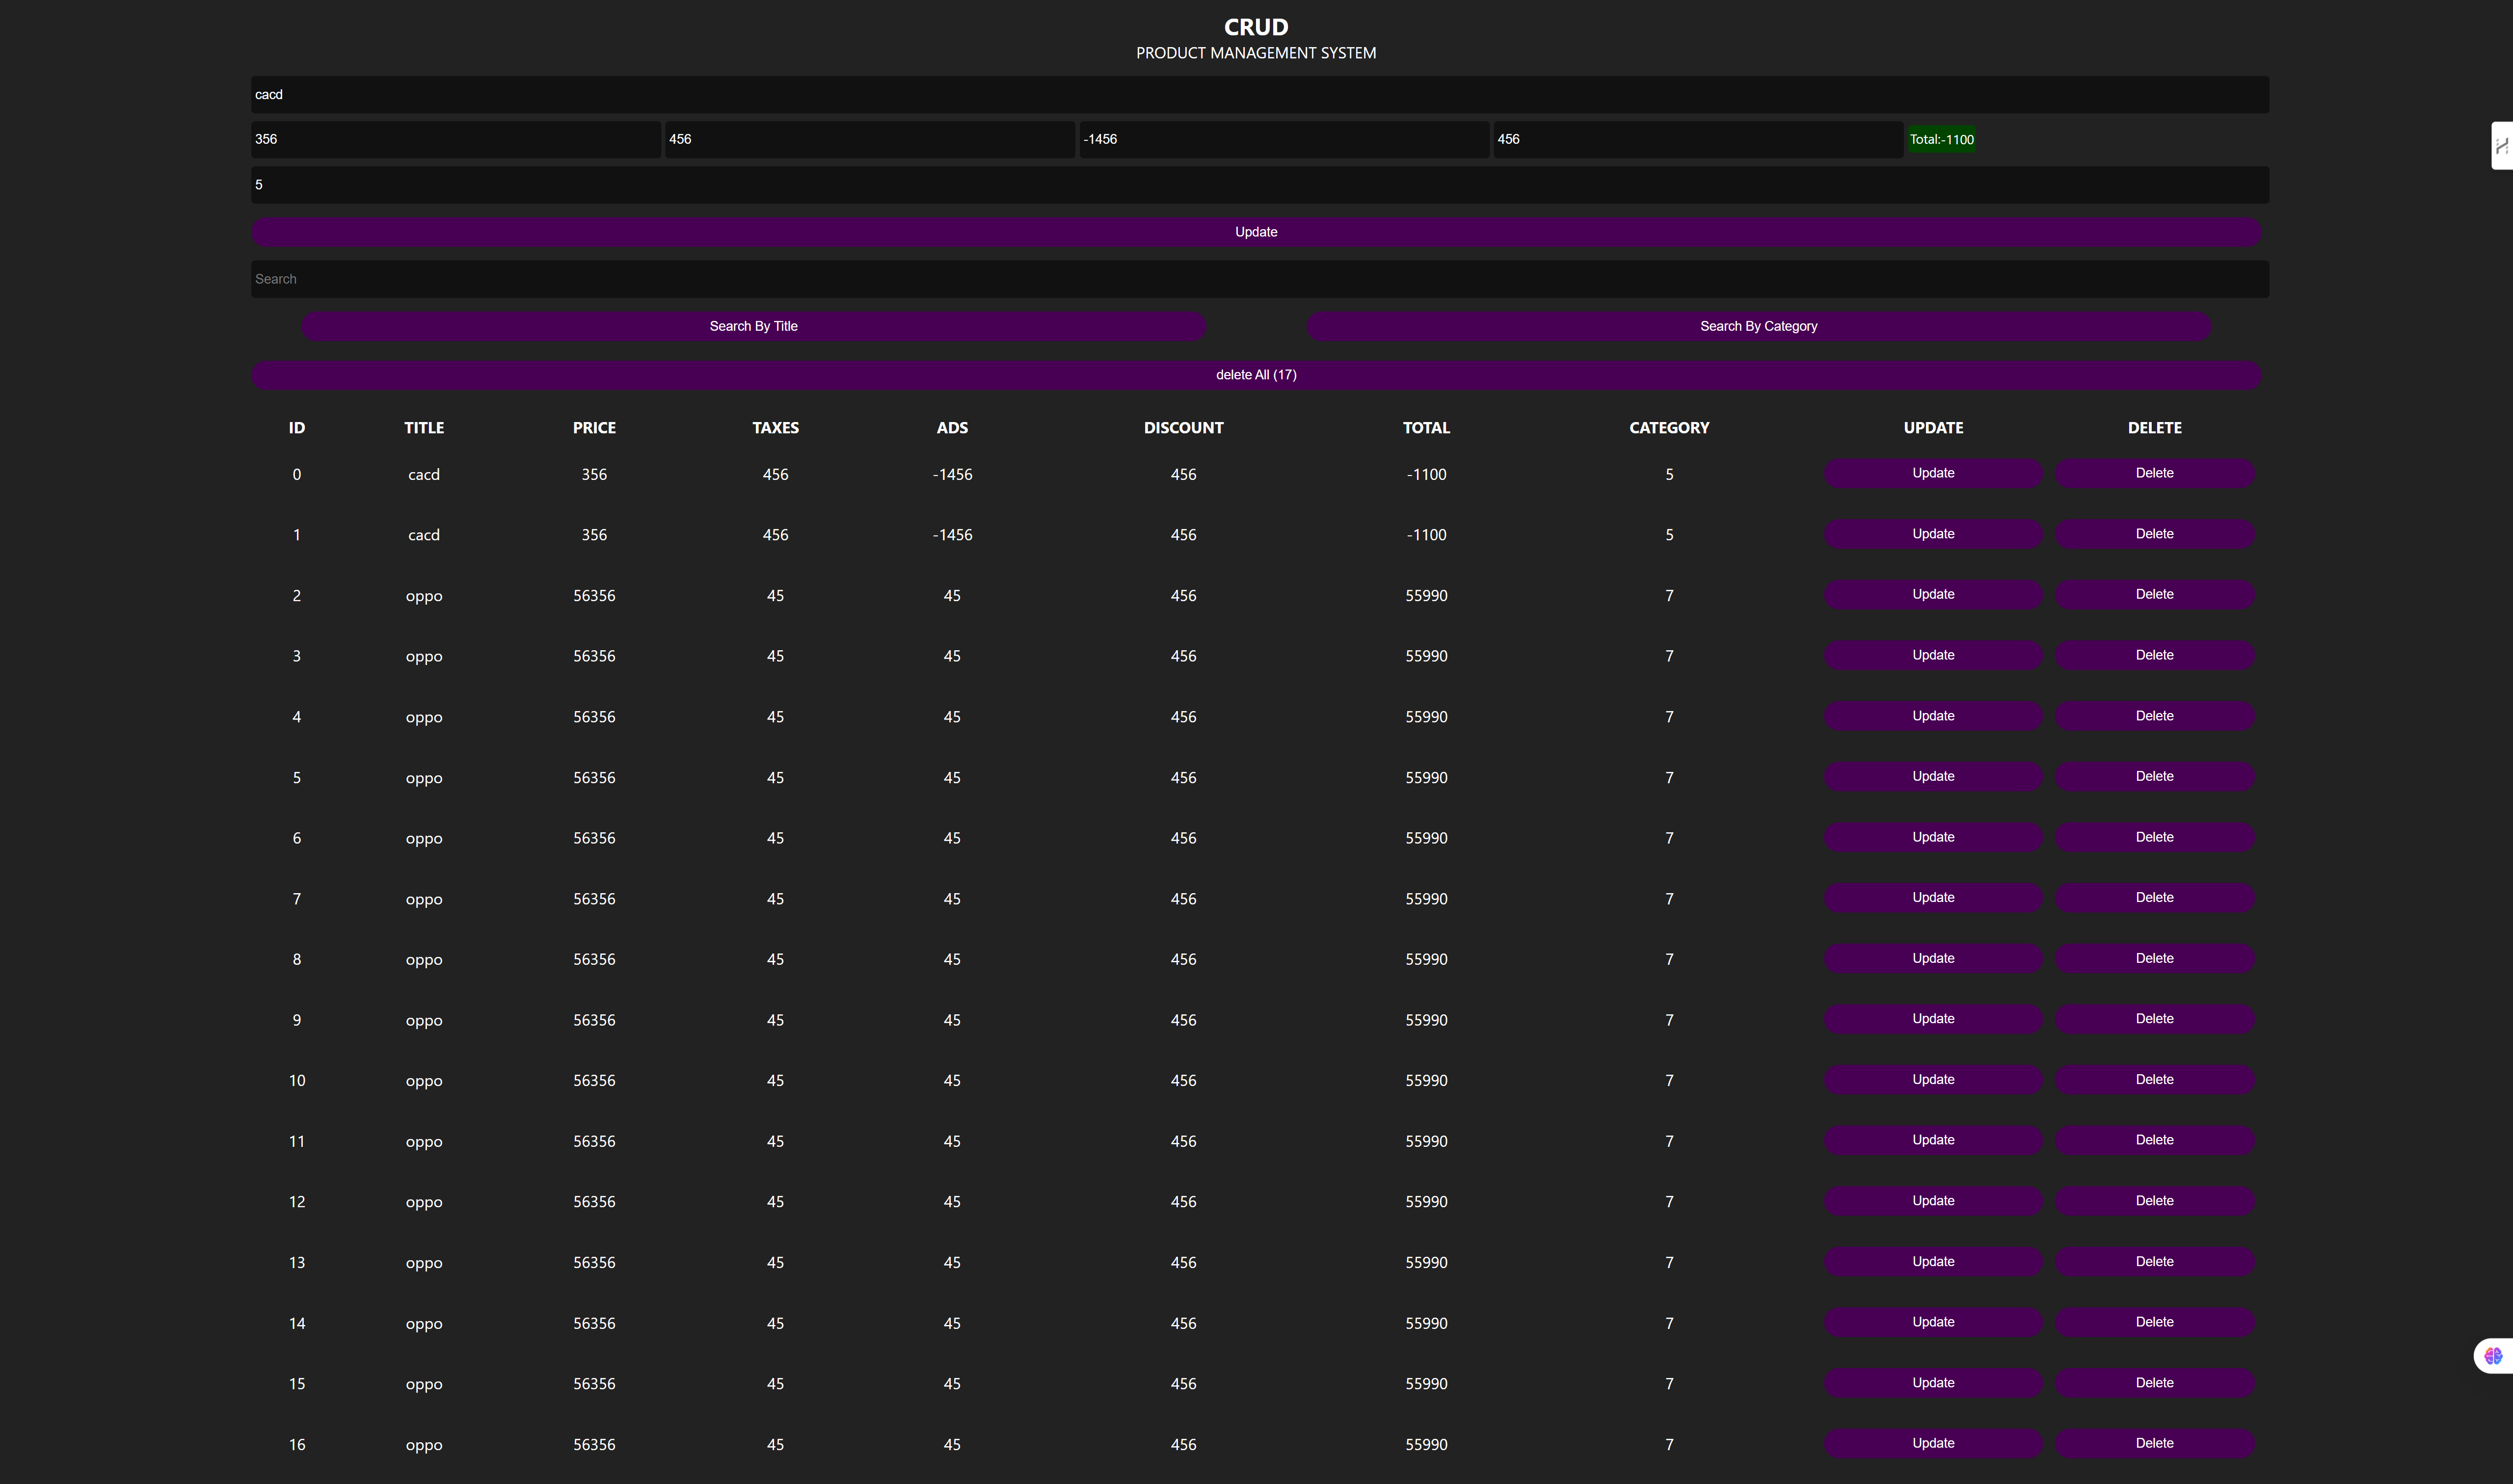 CRUD
PRODUCT MANAGEMENT SYSTEM
cacd
356 456 -1456 456 Total:-1100
5
Update
Search
Search By Title Search By Category
delete All (17)
ID TITLE PRICE TAXES ADS DISCOUNT TOTAL CATEGORY UPDATE DELETE
0 cacd 356 456 -1456 456 -1100 5 Update Delete
1 cacd 356 456 -1456 456 -1100 5 Update Delete
2 oppo 56356 45 45 456 55990 7 Update Delete
3 oppo 56356 45 45 456 55990 7 Update Delete
4 oppo 56356 45 45 456 55990 7 Update Delete
5 oppo 56356 45 45 456 55990 7 Update Delete
6 oppo 56356 45 45 456 55990 7 Update Delete
7 oppo 56356 45 45 456 55990 7 Update Delete
8 oppo 56356 45 45 456 55990 7 Update Delete
9 oppo 56356 45 45 456 55990 7 Update Delete
10 oppo 56356 45 45 456 55990 7 Update Delete
11 oppo 56356 45 45 456 55990 7 Update Delete
12 oppo 56356 45 45 456 55990 7 Update Delete
13 oppo 56356 45 45 456 55990 7 Update Delete
14 oppo 56356 45 45 456 55990 7 Update Delete
15 oppo 56356 45 45 456 55990 7 Update Delete
16 oppo 56356 45 45 456 55990 7 Update Delete